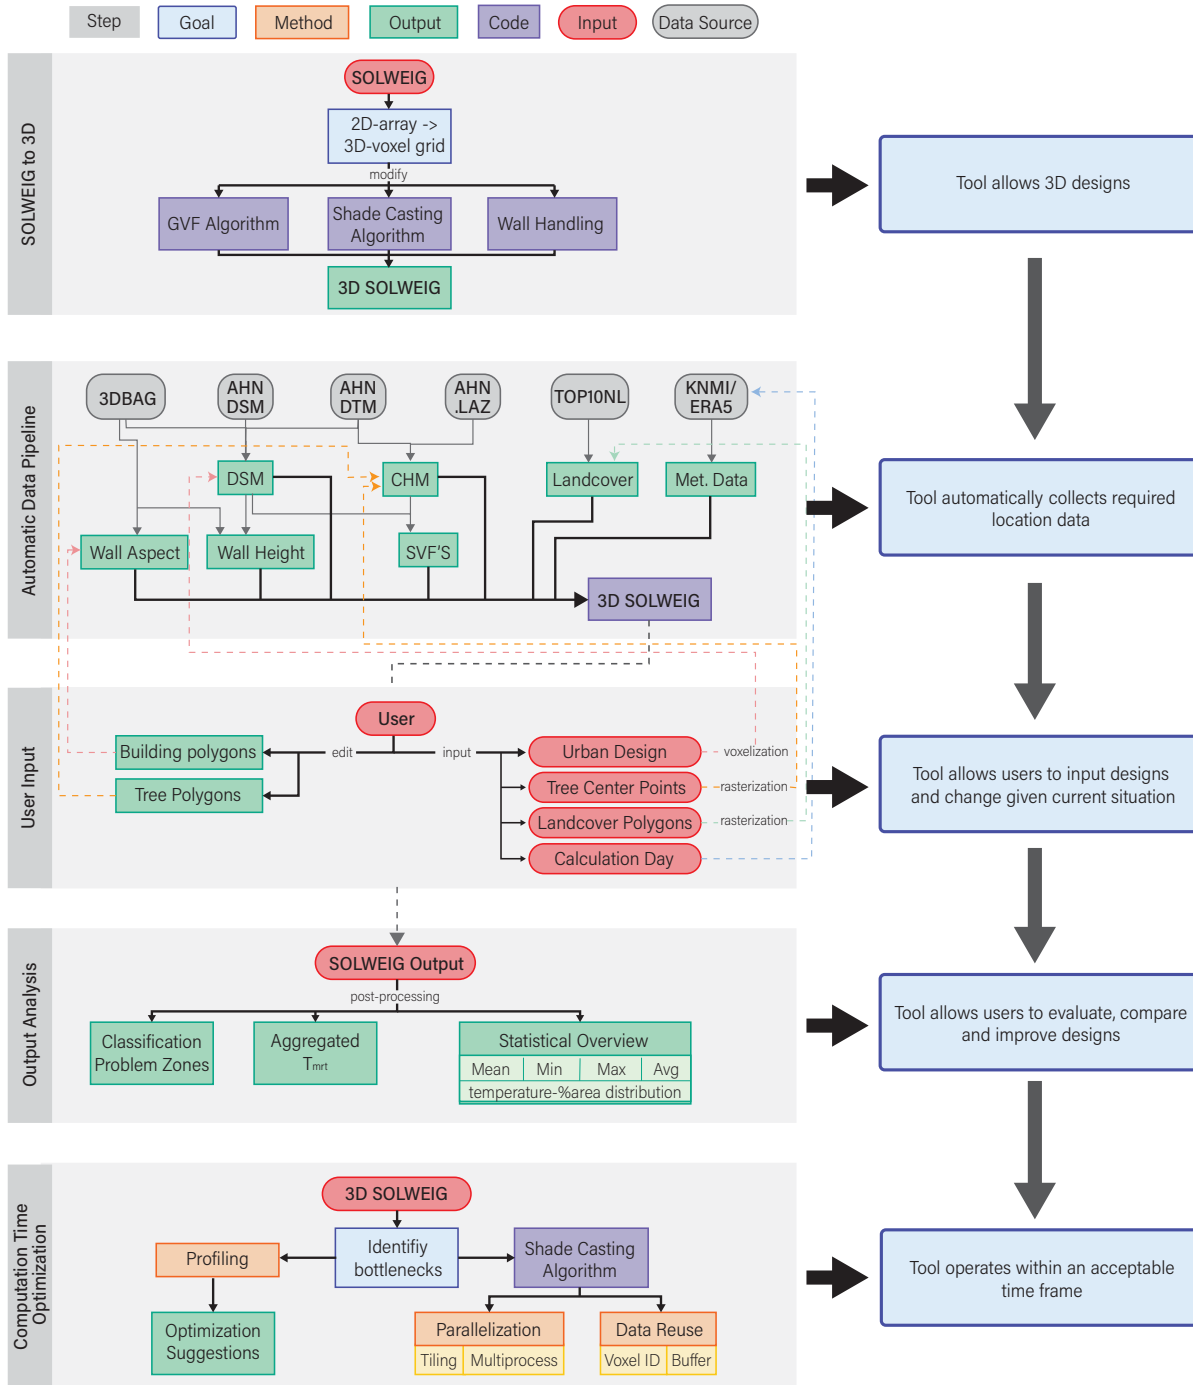 Step
Goal
Method
Output
Code
Input
Data Source
SOLWEIG to 3D
SOLWEIG
2D-array ->
3D-voxel grid
modify
GVF Algorithm
Shade Casting
Algorithm
Wall Handling
3D SOLWEIG
Tool allows 3D designs
Automatic Data Pipeline
3DBAG
AHN
DSM
AHN
DTM
AHN
.LAZ
TOP10NL
KNMI/
ERA5
DSM
CHM
Landcover
Met. Data
Wall Aspect
Wall Height
SVF'S
3D SOLWEIG
Tool automatically collects required
location data
User Input
User
edit
input
Building polygons
Tree Polygons
Urban Design
voxelization
Tree Center Points
rasterization
Landcover Polygons
rasterization
Calculation Day
Tool allows users to input designs
and change given current situation
Output Analysis
SOLWEIG Output
post-processing
Classification
Problem Zones
Aggregated
Tmrt
Statistical Overview
Mean
Min
Max
Avg
temperature-%area distribution
Tool allows users to evaluate, compare
and improve designs
Computation Time
Optimization
3D SOLWEIG
Profiling
Identifiy
bottlenecks
Shade Casting
Algorithm
Optimization
Suggestions
Parallelization
Tiling
Multiprocess
Data Reuse
Voxel ID
Buffer
Tool operates within an acceptable
time frame